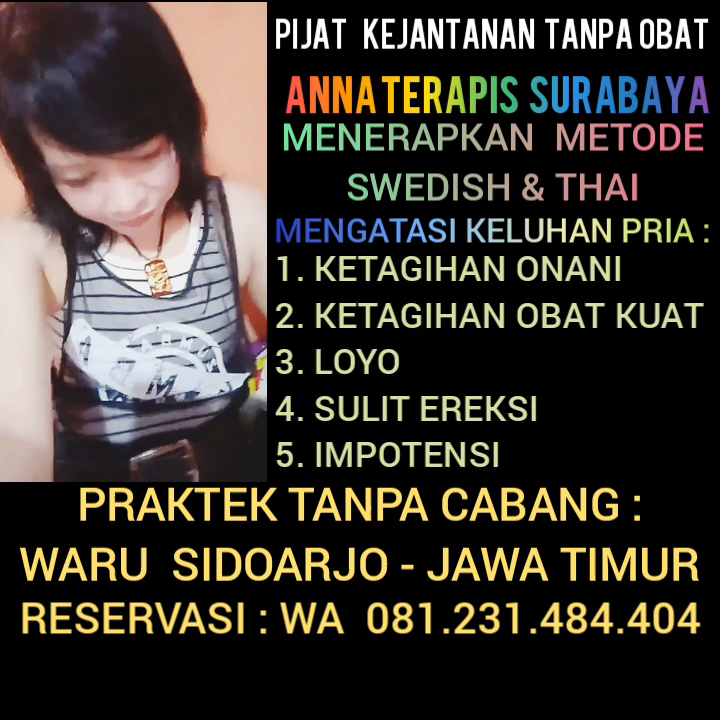 PIJAT KEJANTANAN TANPA OBAT
ANNA TERAPIS SURABAYA
MENERAPKAN METODE
SWEDISH & THAI
MENGATASI KELUHAN PRIA :
1. KETAGIHAN ONANI
2. KETAGIHAN OBAT KUAT
3. LOYO
4. SULIT EREKSI
5. IMPOTENSI
PRAKTEK TANPA CABANG :
WARU SIDOARJO - JAWA TIMUR
RESERVASI : WA 081.231.484.404